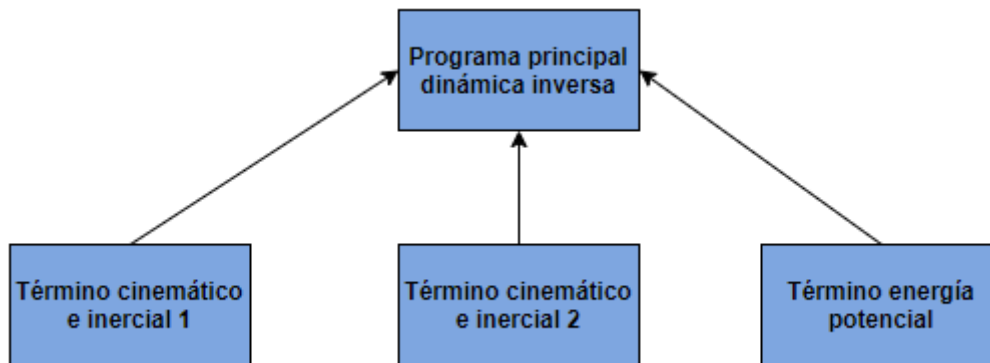 Programa principal
dinámica inversa
Término cinemático
e inercial 1
Término cinemático
e inercial 2
Término energía
potencial